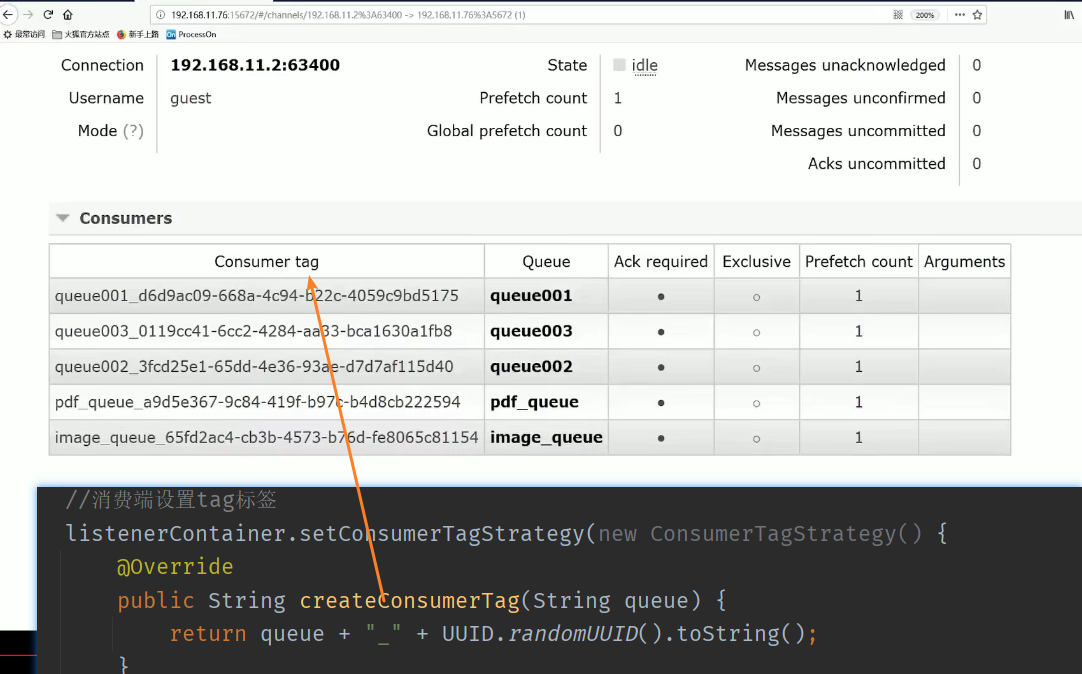 192.168.11.76:15672/#/channels/192.168.11.2%3A63400 -> 192.168.11.76%3A5672 (1)
200%
最常访问 火狐官方站点 新手上路 On ProcessOn
Connection 192.168.11.2:63400 State idle Messages unacknowledged 0
Username guest Prefetch count 1 Messages unconfirmed 0
Mode (?) Global prefetch count 0 Messages uncommitted 0
Acks uncommitted 0
Consumers
Consumer tag Queue Ack required Exclusive Prefetch count Arguments
queue001_d6d9ac09-668a-4c94-b22c-4059c9bd5175 queue001 ● ○ 1
queue003_0119cc41-6cc2-4284-aa33-bca1630a1fb8 queue003 ● ○ 1
queue002_3fcd25e1-65dd-4e36-93ae-d7d7af115d40 queue002 ● ○ 1
pdf_queue_a9d5e367-9c84-419f-b97c-b4d8cb222594 pdf_queue ● ○ 1
image_queue_65fd2ac4-cb3b-4573-b76d-fe8065c81154 image_queue ● ○ 1
//消费端设置tag标签
listenerContainer.setConsumerTagStrategy(new ConsumerTagStrategy() {
@Override
public String createConsumerTag(String queue) {
return queue + "_" + UUID.randomUUID().toString();
}